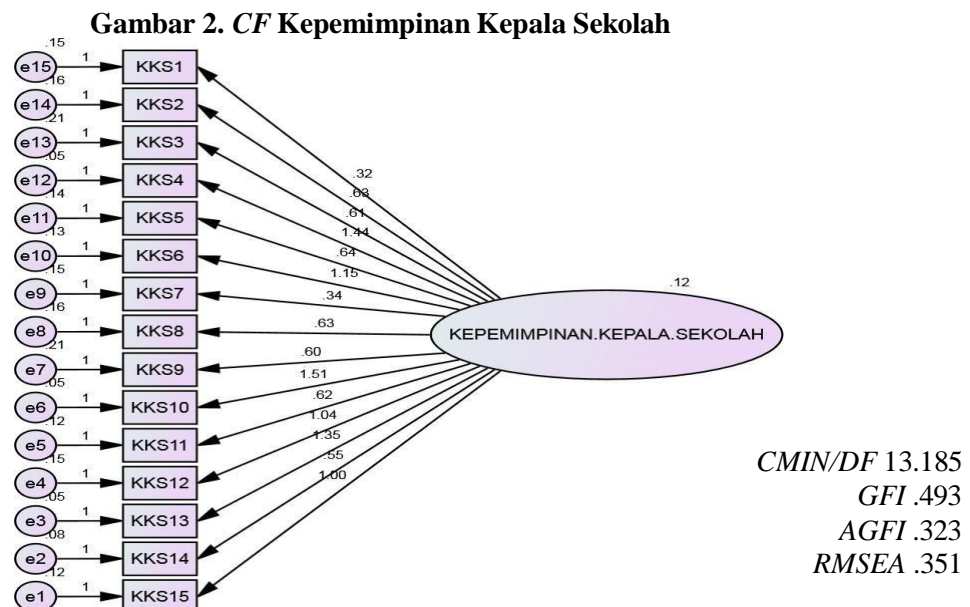 Gambar 2. CF Kepemimpinan Kepala Sekolah
.15
e15 1 KKS1
.16
e14 1 KKS2
.21
e13 1 KKS3
.05
e12 1 KKS4
.14
e11 1 KKS5
.13
e10 1 KKS6
.15
e9 1 KKS7
.16
e8 1 KKS8
.21
e7 1 KKS9
.05
e6 1 KKS10
.12
e5 1 KKS11
.15
e4 1 KKS12
.05
e3 1 KKS13
.08
e2 1 KKS14
.12
e1 1 KKS15
.32
.63
.61
1.44
.64
1.15
.34
.63
.60
1.51
.62
1.04
1.35
.55
1.00
.12
KEPEMIMPINAN.KEPALA.SEKOLAH
CMIN/DF 13.185
GFI .493
AGFI .323
RMSEA .351